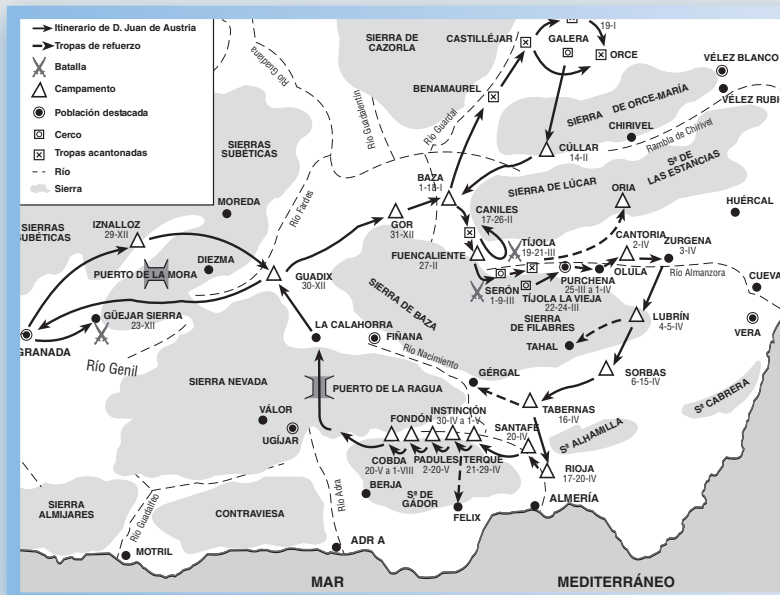 Itinerario de D. Juan de Austria
Tropas de refuerzo
Batalla
Campamento
Población destacada
Cerco
Tropas acantonadas
Río
Sierra
SIERRA DE
CAZORLA
CASTILLÉJAR
19-I
GALERA
ORCE
VÉLEZ BLANCO
VÉLEZ RUBIO
Río Guadiana
Río Guadalentín
Río Guardal
BENAMAUREL
SIERRA DE ORCE-MARÍA
CHIRIVEL
Rambla de Chirivel
CÚLLAR
14-II
SIERRAS
SUBÉTICAS
Sª DE
LAS ESTANCIAS
SIERRA DE LÚCAR
ORIA
BAZA
1-18-I
MOREDA
Río Fardes
GOR
31-XII
CANILES
17-26-II
HUÉRCAL
IZNALLOZ
29-XII
SIERRAS
SUBÉTICAS
DIEZMA
PUERTO DE LA MORA
GUADIX
30-XII
FUENCALIENTE
27-II
TÍJOLA
19-21-III
CANTORIA
2-IV
ZURGENA
3-IV
OLULA
Río Almanzora
PURCHENA
25-III a 1-IV
SERÓN
1-9-III
TÍJOLA LA VIEJA
22-24-III
CUEVA
SIERRA DE BAZA
SIERRA
DE FILABRES
GÜEJAR SIERRA
23-XII
GRANADA
Río Genil
LA CALAHORRA
FIÑANA
Río Nacimiento
TAHAL
LUBRÍN
4-5-IV
VERA
SORBAS
6-15-IV
GÉRGAL
SIERRA NEVADA
PUERTO DE LA RAGUA
Sª CABRERA
VÁLOR
UGÍJAR
FONDÓN
INSTINCIÓN
30-IV a 1-V
TABERNAS
16-IV
SANTAFÉ
20-IV
Sª ALHAMILLA
COBDA
20-V a 1-VIII
PADULES
2-20-V
TERQUE
21-29-IV
RIOJA
17-20-IV
BERJA
Sª DE
GÁDOR
FELIX
ALMERÍA
SIERRA
ALMIJARES
Río Guadalfeo
CONTRAVIESA
Río Adra
MOTRIL
ADR A
MAR
MEDITERRÁNEO